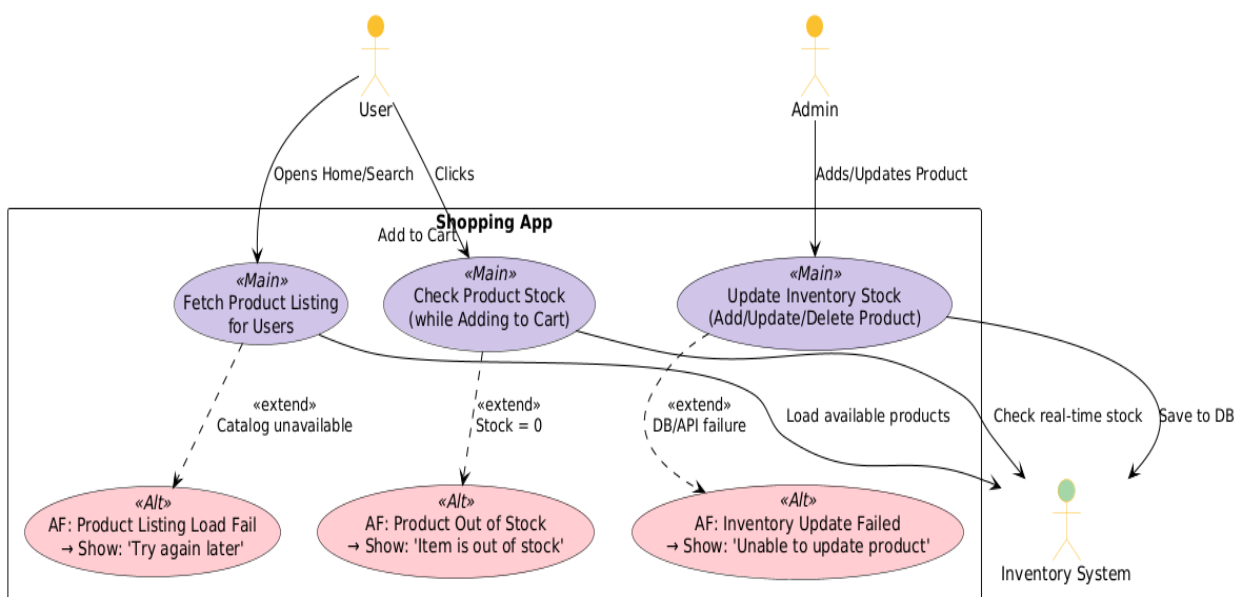 User
Admin
Opens Home/Search
Clicks
Adds/Updates Product
Shopping App
Add to Cart
«Main»
Fetch Product Listing
for Users
«Main»
Check Product Stock
(while Adding to Cart)
«Main»
Update Inventory Stock
(Add/Update/Delete Product)
«extend»
Catalog unavailable
«extend»
Stock = 0
«extend»
DB/API failure
Load available products
Check real-time stock
Save to DB
«Alt»
AF: Product Listing Load Fail
→ Show: 'Try again later'
«Alt»
AF: Product Out of Stock
→ Show: 'Item is out of stock'
«Alt»
AF: Inventory Update Failed
→ Show: 'Unable to update product'
Inventory System